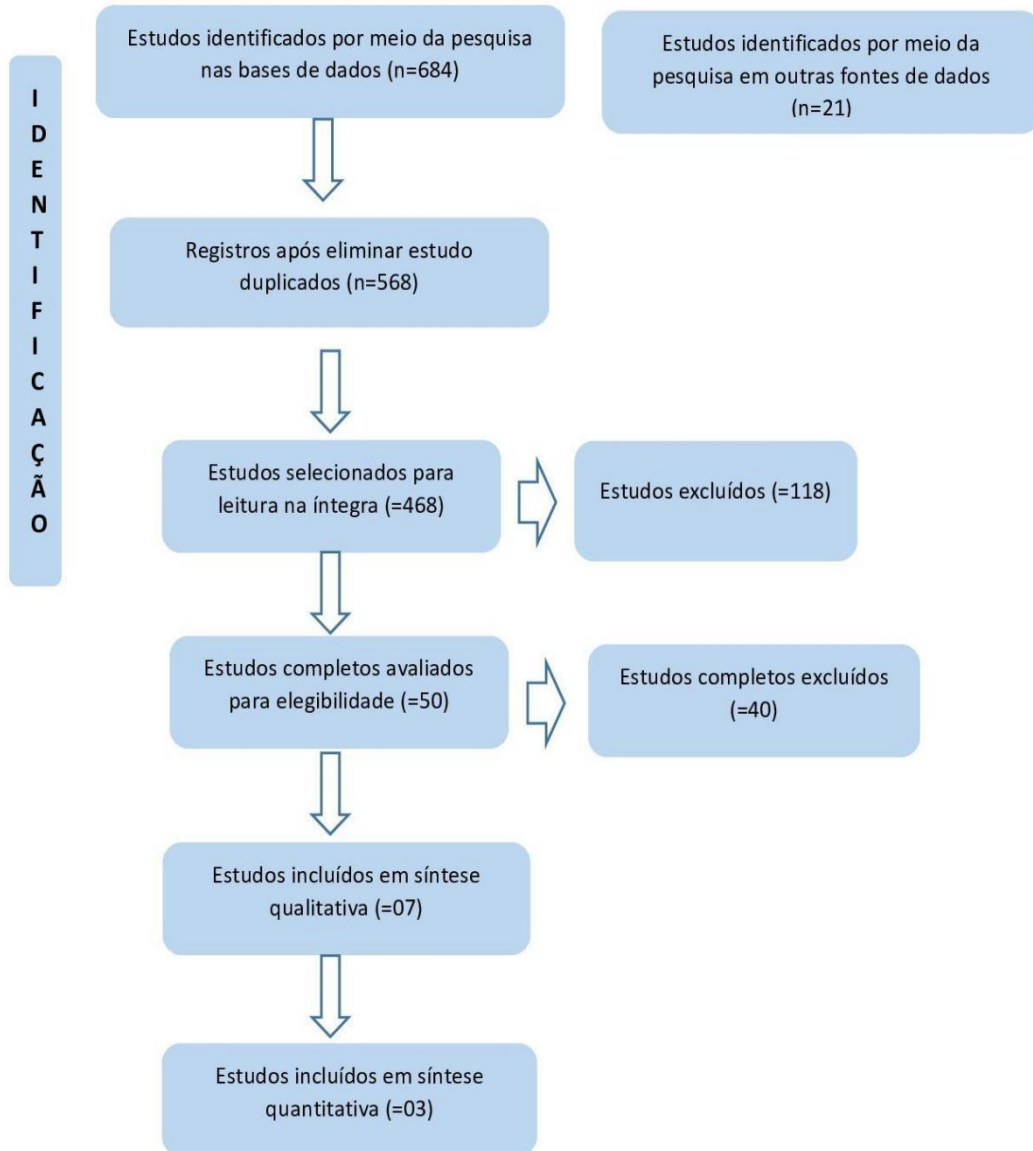 Estudos identificados por meio da pesquisa
nas bases de dados (n=684)
Estudos identificados por meio da
pesquisa em outras fontes de dados
(n=21)
I
D
E
N
T
I
F
I
C
A
Ç
Ã
O
Registros após eliminar estudo
duplicados (n=568)
Estudos selecionados para
leitura na íntegra (=468)
Estudos excluídos (=118)
Estudos completos avaliados
para elegibilidade (=50)
Estudos completos excluídos
(=40)
Estudos incluídos em síntese
qualitativa (=07)
Estudos incluídos em síntese
quantitativa (=03)